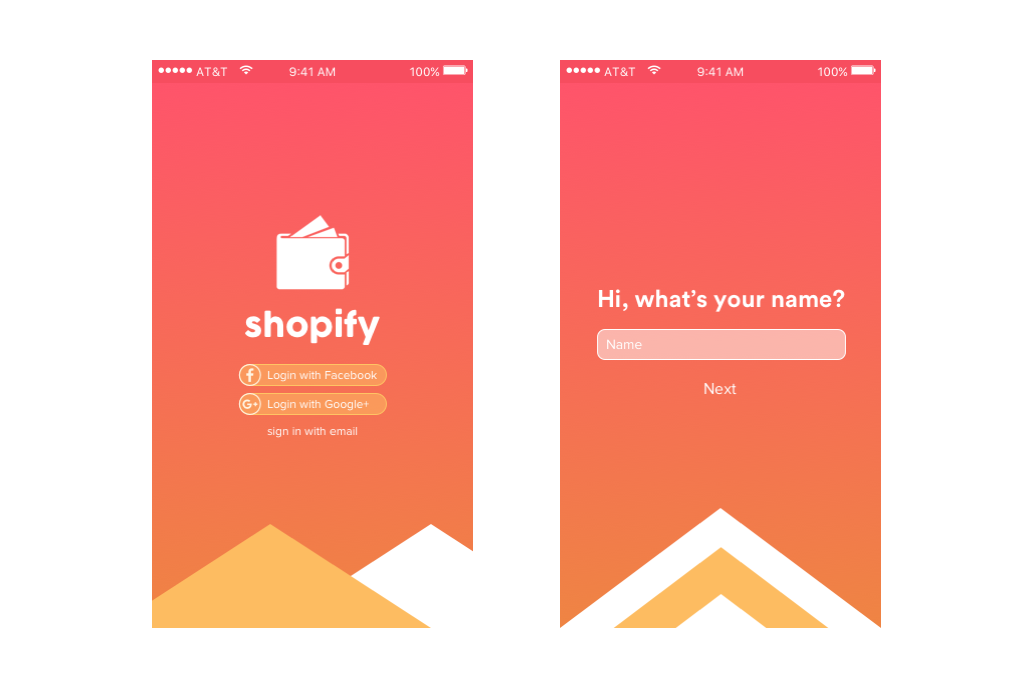 AT&T 9:41 AM 100%
shopify
f Login with Facebook
G+ Login with Google+
sign in with email
AT&T 9:41 AM 100%
Hi, what’s your name?
Name
Next